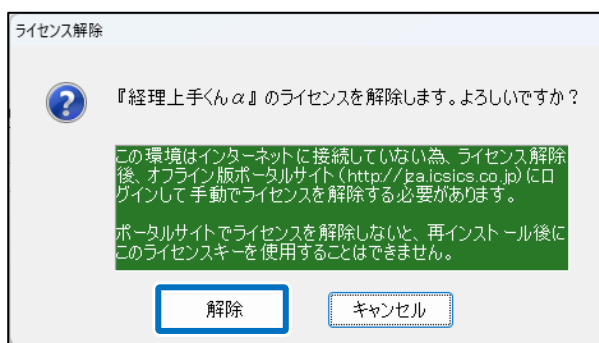 ライセンス解除
『経理上手くんα』のライセンスを解除します。よろしいですか?
この環境はインターネットに接続していない為、ライセンス解除
後、オフライン版ポータルサイト(http://jza.icsics.co.jp)にロ
グインして手動でライセンスを解除する必要があります。
ポータルサイトでライセンスを解除しないと、再インストール後に
このライセンスキーを使用することはできません。
解除
キャンセル